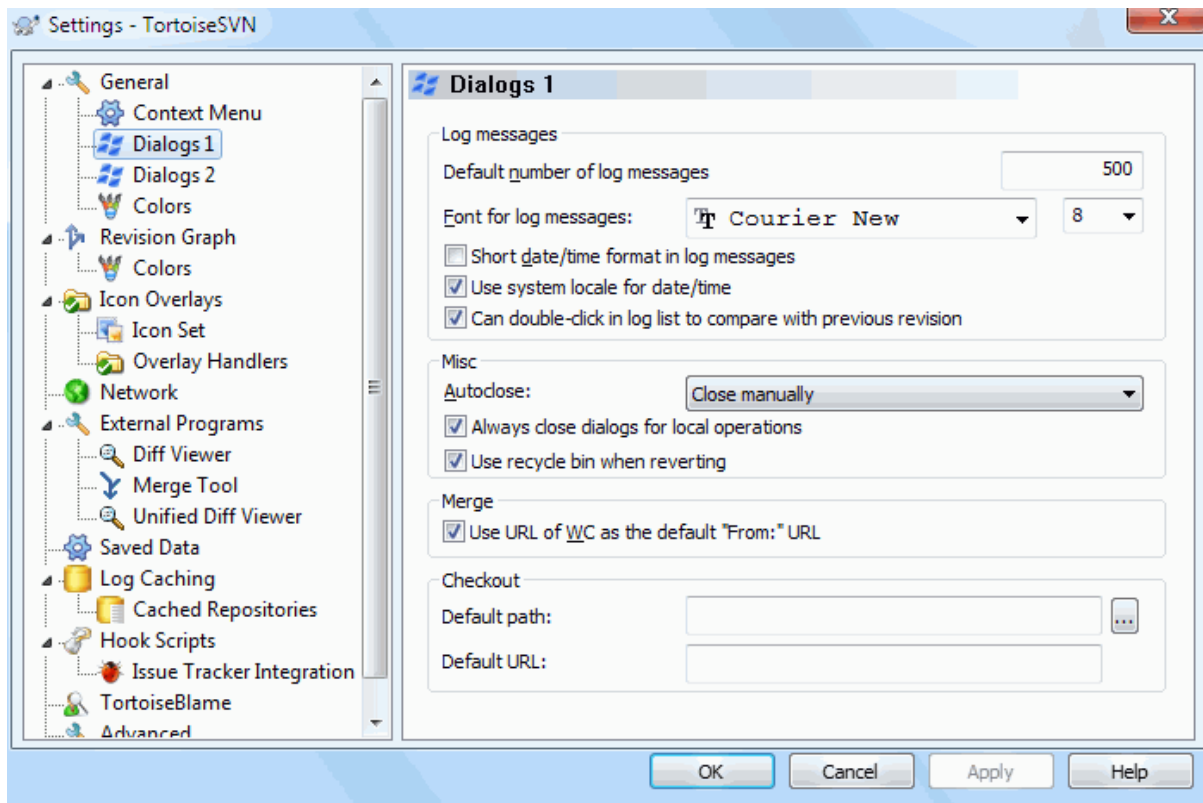 Settings - TortoiseSVN
X
General
Context Menu
Dialogs 1
Dialogs 2
Colors
Revision Graph
Colors
Icon Overlays
Icon Set
Overlay Handlers
Network
External Programs
Diff Viewer
Merge Tool
Unified Diff Viewer
Saved Data
Log Caching
Cached Repositories
Hook Scripts
Issue Tracker Integration
TortoiseBlame
Advanced
Dialogs 1
Log messages
Default number of log messages 500
Font for log messages: Courier New 8
Short date/time format in log messages
Use system locale for date/time
Can double-click in log list to compare with previous revision
Misc
Autoclose: Close manually
Always close dialogs for local operations
Use recycle bin when reverting
Merge
Use URL of WC as the default "From:" URL
Checkout
Default path: ...
Default URL:
OK Cancel Apply Help